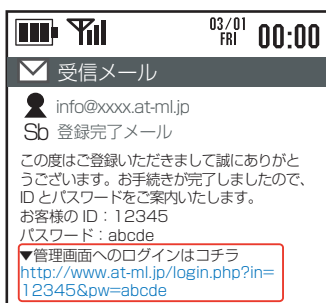 03/01
FRI 00:00
受信メール
info@xxxx.at-ml.jp
Sb 登録完了メール
この度はご登録いただきまして誠にありがと
うございます。お手続きが完了しましたので、
ID とパスワードをご案内いたします。
お客様の ID：12345
パスワード：abcde
▼管理画面へのログインはコチラ
http://www.at-ml.jp/login.php?in=
12345&pw=abcde